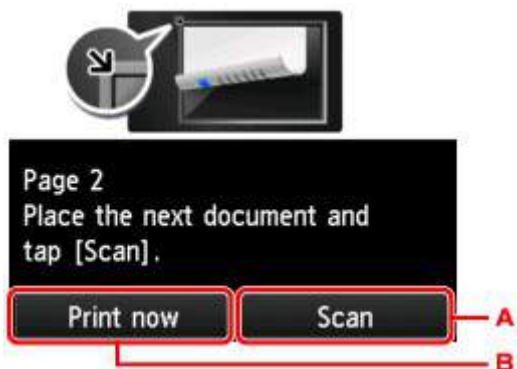 Page 2
Place the next document and
tap [Scan].
Print now Scan A
B